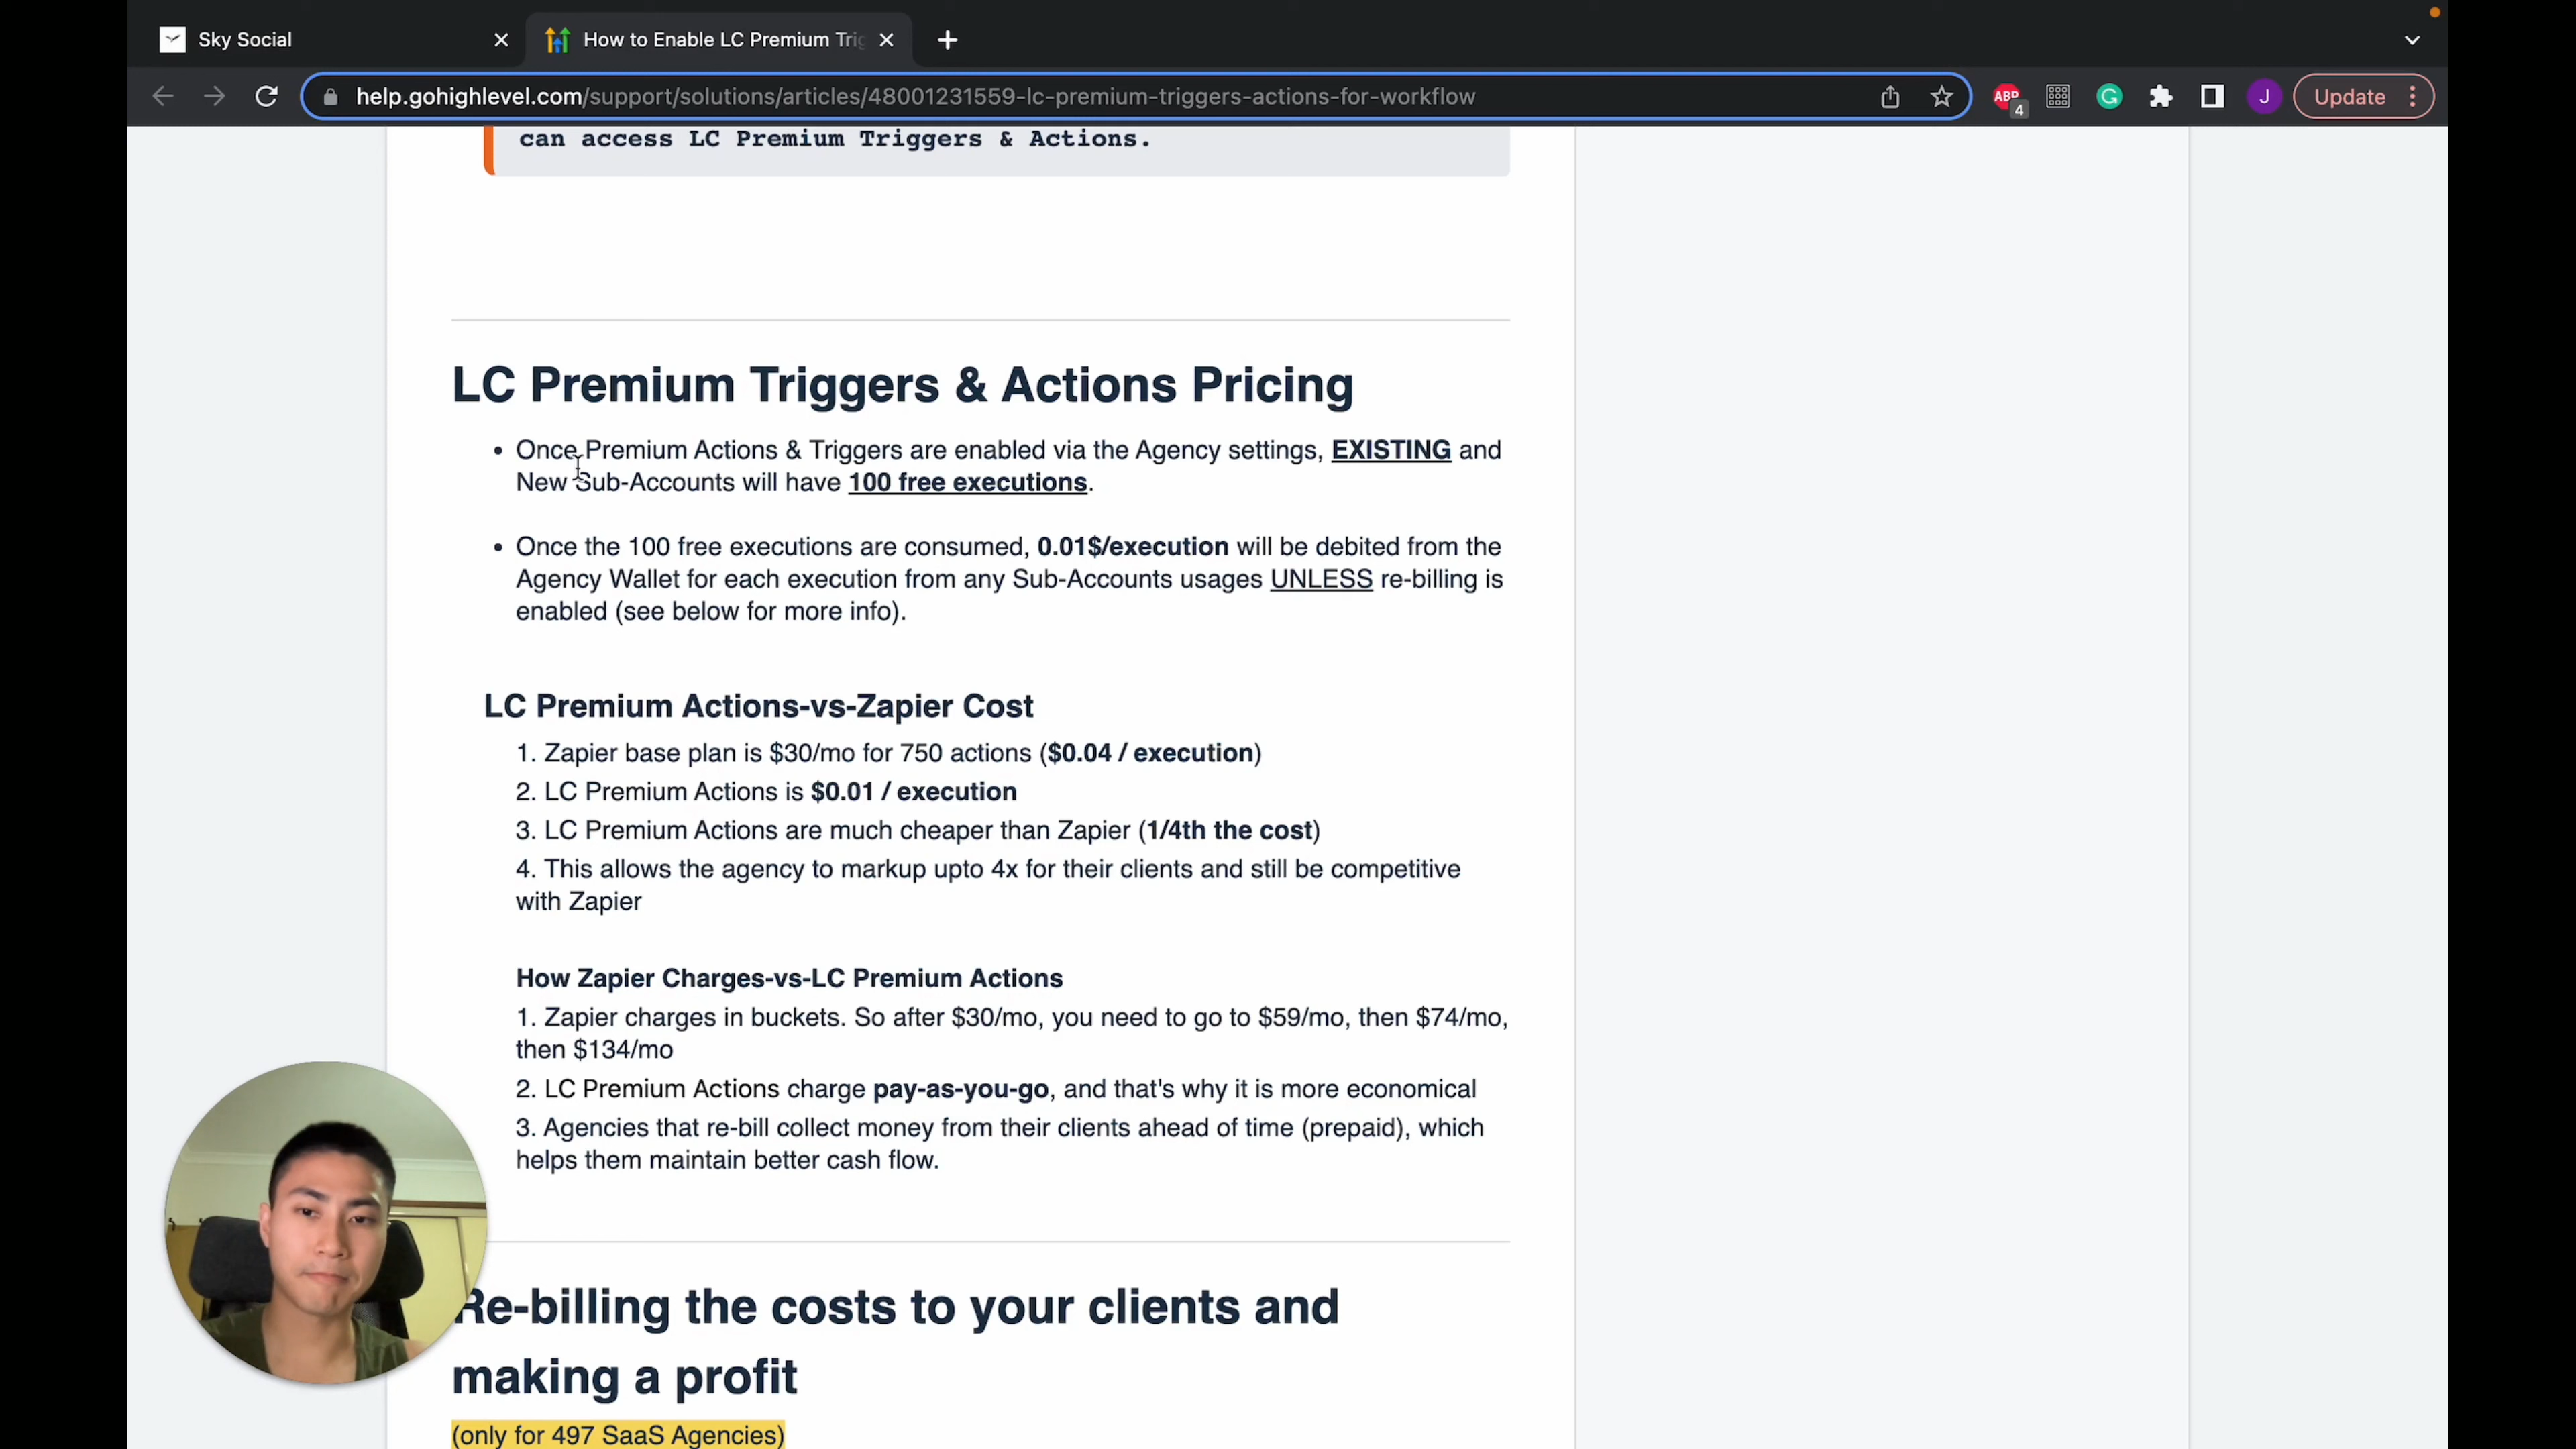 Sky Social
How to Enable LC Premium Trig
help.gohighlevel.com/support/solutions/articles/48001231559-lc-premium-triggers-actions-for-workflow
ABP
4
G
J
Update
can access LC Premium Triggers & Actions.
LC Premium Triggers & Actions Pricing
• Once Premium Actions & Triggers are enabled via the Agency settings, EXISTING and
New Sub-Accounts will have 100 free executions.
• Once the 100 free executions are consumed, 0.01$/execution will be debited from the
Agency Wallet for each execution from any Sub-Accounts usages UNLESS re-billing is
enabled (see below for more info).
LC Premium Actions-vs-Zapier Cost
1. Zapier base plan is $30/mo for 750 actions ($0.04 / execution)
2. LC Premium Actions is $0.01 / execution
3. LC Premium Actions are much cheaper than Zapier (1/4th the cost)
4. This allows the agency to markup upto 4x for their clients and still be competitive
with Zapier
How Zapier Charges-vs-LC Premium Actions
1. Zapier charges in buckets. So after $30/mo, you need to go to $59/mo, then $74/mo,
then $134/mo
2. LC Premium Actions charge pay-as-you-go, and that's why it is more economical
3. Agencies that re-bill collect money from their clients ahead of time (prepaid), which
helps them maintain better cash flow.
Re-billing the costs to your clients and
making a profit
(only for 497 SaaS Agencies)